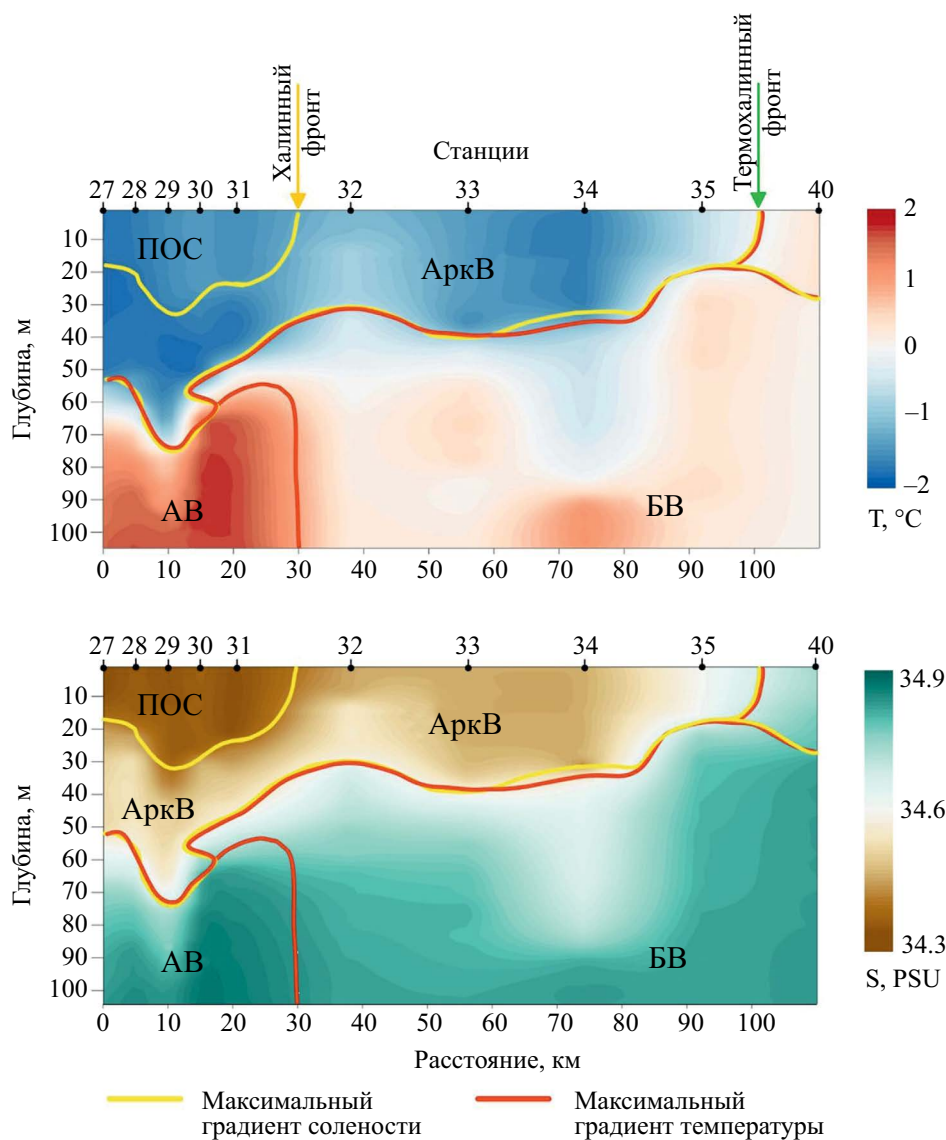 Халинный
фронт
Термохалинный
фронт
Станции
27 28 29 30 31 32 33 34 35 40
ПОС
АркВ
АВ
БВ
Глубина, м
10
20
30
40
50
60
70
80
90
100
0 10 20 30 40 50 60 70 80 90 100
2
1
0
–1
–2
T, °C
27 28 29 30 31 32 33 34 35 40
ПОС
АркВ
АркВ
АВ
БВ
Глубина, м
10
20
30
40
50
60
70
80
90
100
0 10 20 30 40 50 60 70 80 90 100
34.9
34.6
34.3
S, PSU
Расстояние, км
Максимальный
градиент солености
Максимальный
градиент температуры